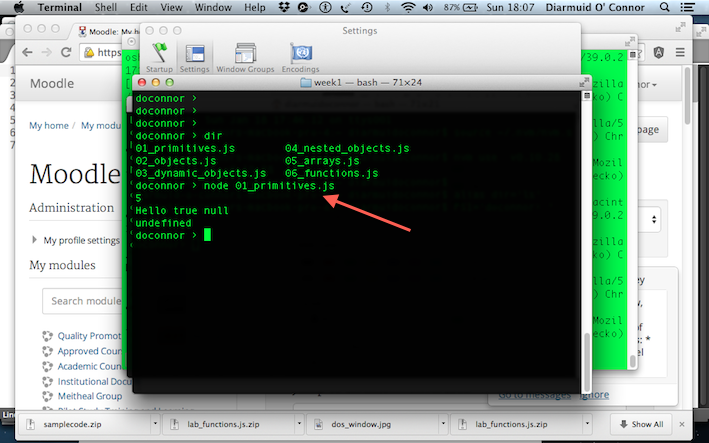 Terminal Shell Edit View Window Help 87% Sun 18:07 Diarmuid O' Connor
Moodle: My h
Settings
https
Startup Settings Window Groups Encodings
/39.0.2
Moodle
week1 — bash — 71×24
doconnor >
doconnor >
doconnor >
doconnor > dir
01_primitives.js 04_nested_objects.js
02_objects.js 05_arrays.js
03_dynamic_objects.js 06_functions.js
doconnor > node 01_primitives.js
5
Hello true null
undefined
doconnor >
My home / My modu
Moodle
Administration
My profile settings
My modules
Search module
Quality Promot
Approved Coun
Academic Coun
Institutional Docu
Meitheal Group
Go to messages Ignore
samplecode.zip lab_functions.js.zip dos_window.jpg lab_functions.js.zip Show All